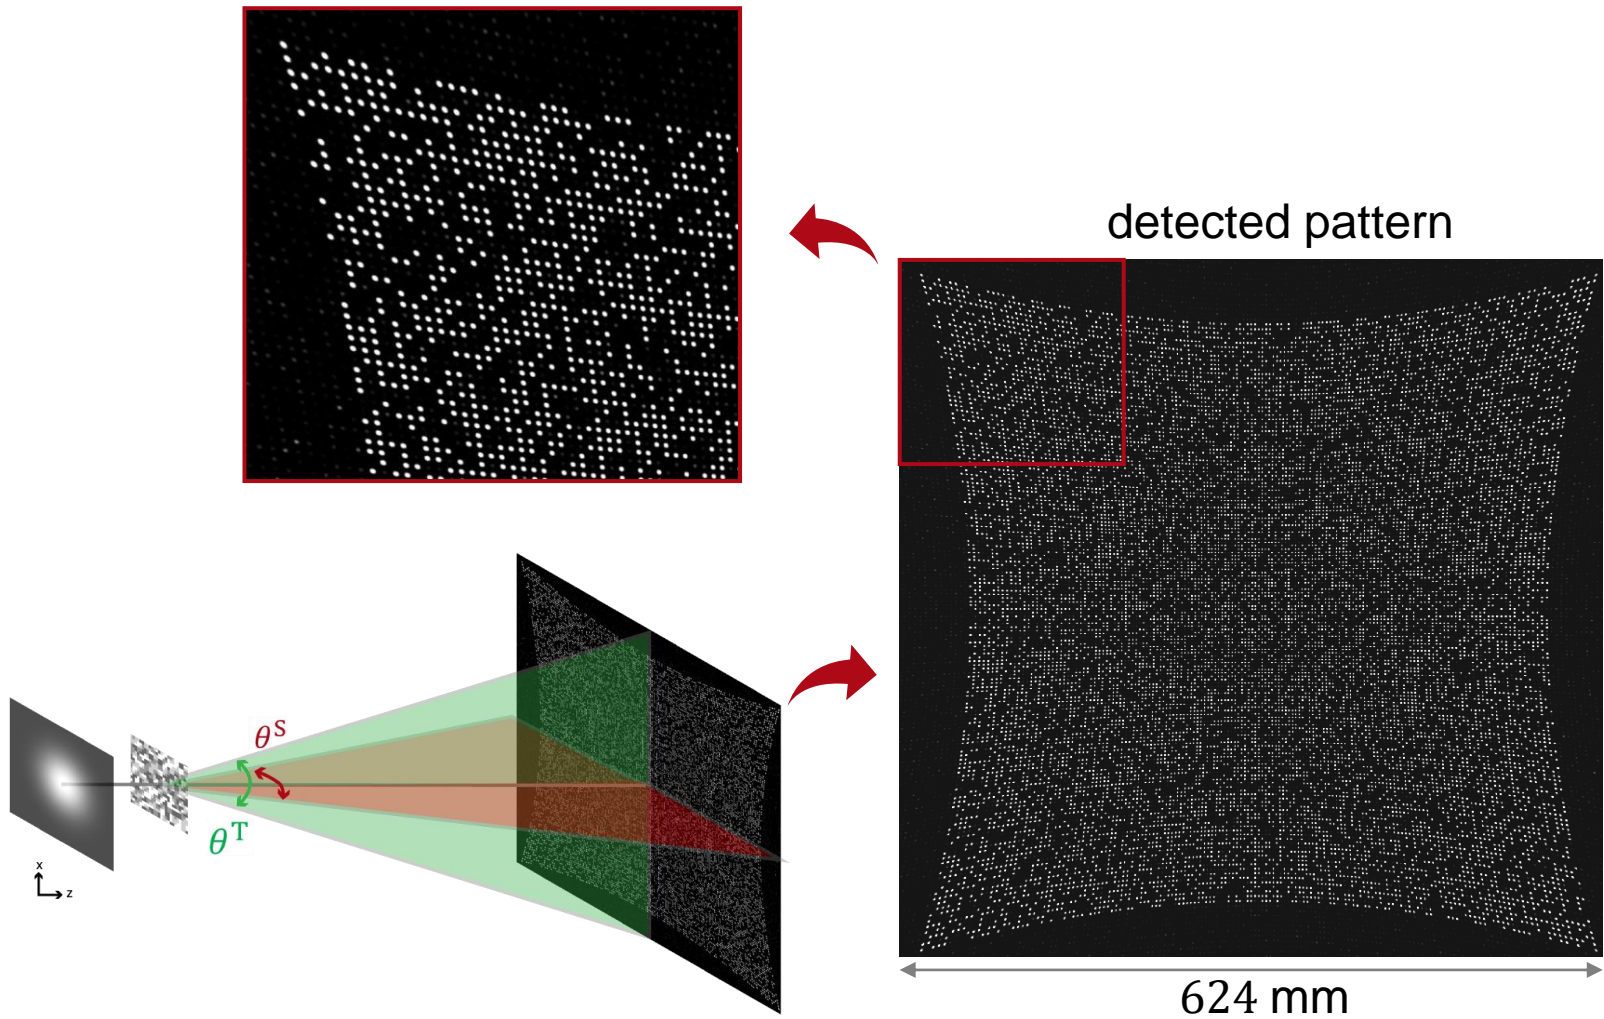 detected pattern
θS
θT
x
z
624 mm